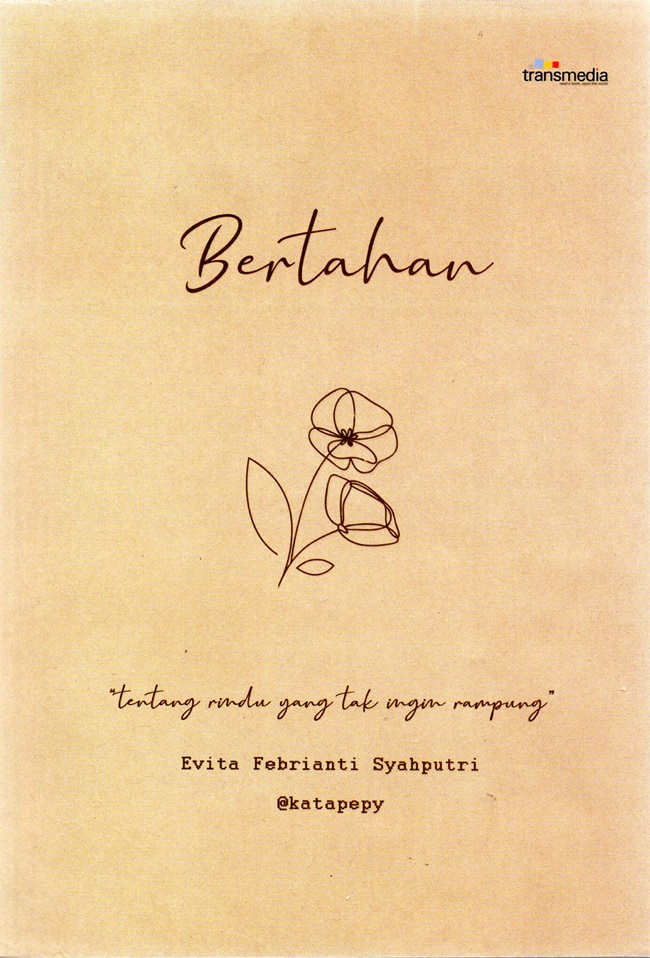 transmedia
Bertahan
"tentang rindu yang tak ingin rampung"
Evita Febrianti Syahputri
@katapepy